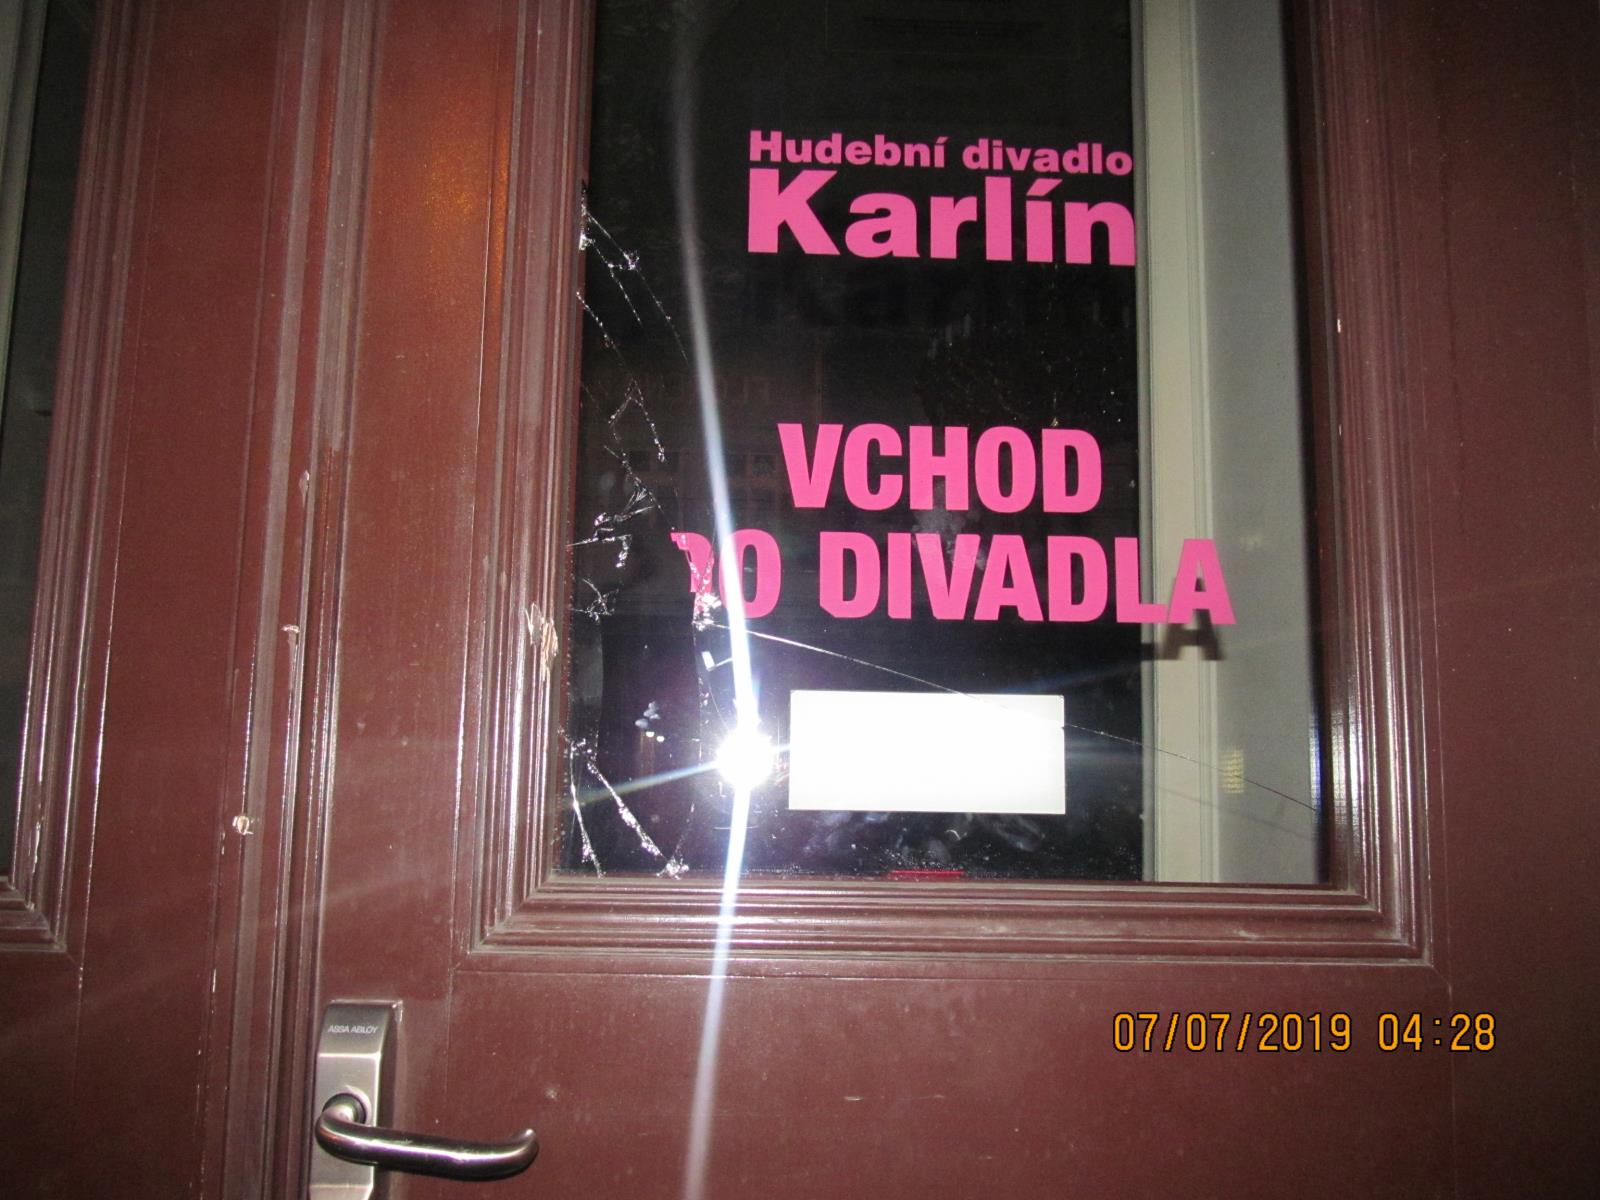 Hudební divadlo
Karlín
VCHOD
DO DIVADLA
ASSA ABLOY
07/07/2019 04:28